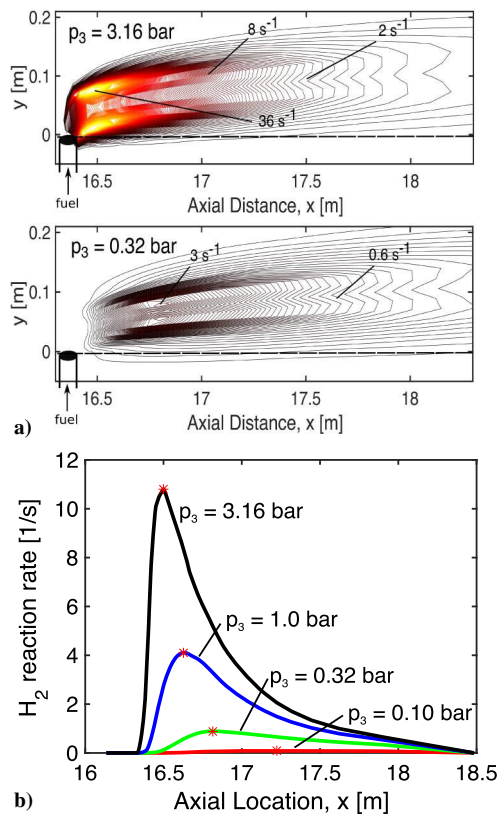 p₃ = 3.16 bar
8 s⁻¹
2 s⁻¹
0.2
0.1
0
y [m]
36 s⁻¹
16.5
17
17.5
18
fuel
Axial Distance, x [m]
p₃ = 0.32 bar
3 s⁻¹
0.6 s⁻¹
0.2
0.1
0
y [m]
16.5
17
17.5
18
fuel
Axial Distance, x [m]
a)
12
10
8
6
4
2
0
H₂ reaction rate [1/s]
p₃ = 3.16 bar
p₃ = 1.0 bar
p₃ = 0.32 bar
p₃ = 0.10 bar
16
16.5
17
17.5
18
18.5
b)
Axial Location, x [m]